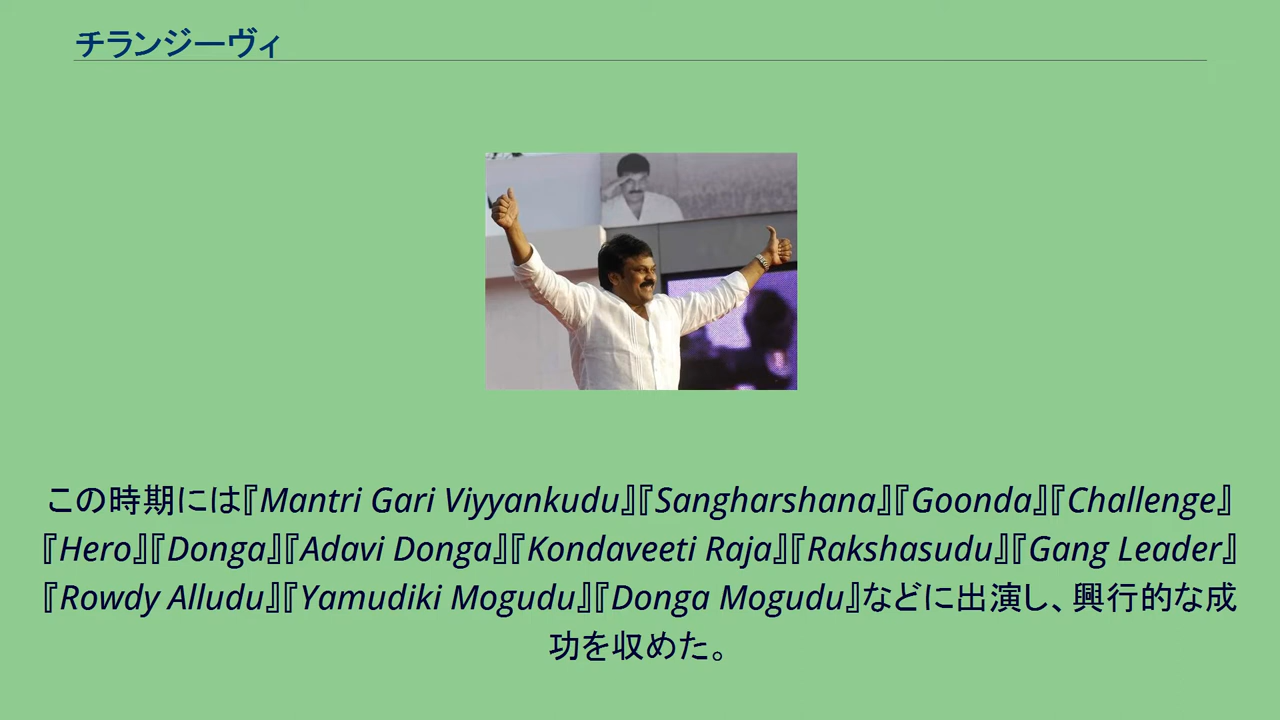 チランジーヴィ
この時期には『Mantri Gari Viyyankudu』『Sangharshana』『Goonda』『Challenge』
『Hero』『Donga』『Adavi Donga』『Kondaveeti Raja』『Rakshasudu』『Gang Leader』
『Rowdy Alludu』『Yamudiki Mogudu』『Donga Mogudu』などに出演し、興行的な成
功を収めた。